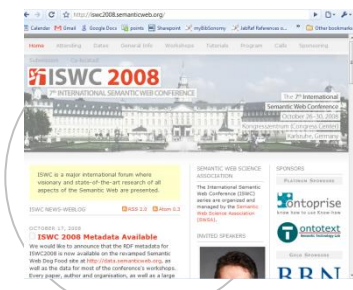 http://iswc2008.semanticweb.org/
Calendar Gmail Google Docs points Sharepoint myBibSonomy Other bookmarks
Home Attending Dates General Info Workshops Tutorials Program Calls Sponsoring
ISWC 2008
7th INTERNATIONAL SEMANTIC WEB CONFERENCE
The 7th International
Semantic Web Conference
October 26-30, 2008
Kongresszentrum (Congress Center)
Karlsruhe, Germany
ISWC is a major international forum where
visionary and state-of-the-art research of all
aspects of the Semantic Web are presented.
ISWC NEWS-WEBLOG: RSS 2.0 Atom 0.3
OCTOBER 17, 2008
ISWC 2008 Metadata Available
We would like to announce that the RDF metadata for
ISWC2008 is now available on the revamped Semantic
Web Dog Food site at http://data.semanticweb.org, as
well as the data for most of the conference's workshops.
Every paper, author and organisation, as well as a large
SEMANTIC WEB SCIENCE
ASSOCIATION
The International Semantic
Web Conference (ISWC)
series are organized and
managed by the Semantic
Web Science Association
(SWSA).
INVITED SPEAKERS
SPONSORS
PLATINUM SPONSORS
ontoprise
know how to use Know-how
ontotext
Semantic Technology Lab
GOLD SPONSORS
BBN